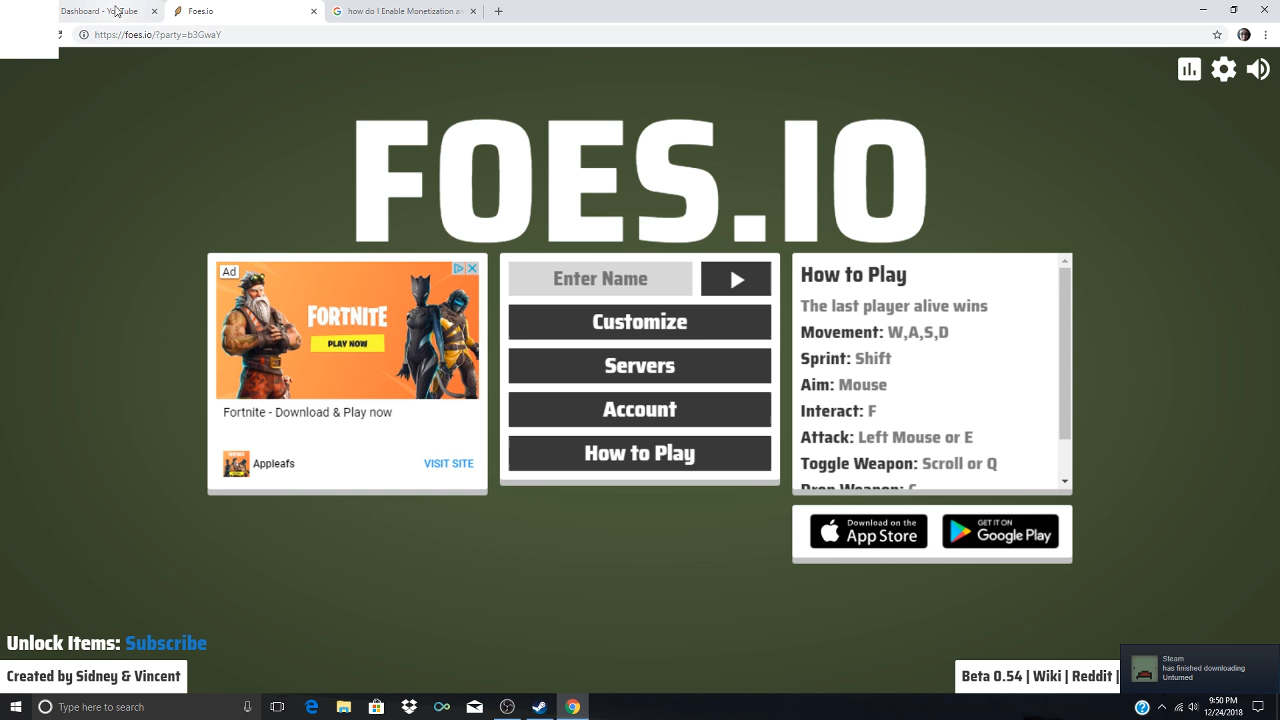 Dashboard - YouTube
Foes.io
how do I Enable Monetization a
https://foes.io/?party=b3GwaY
FOES.IO
Ad
FORTNITE
PLAY NOW
Fortnite - Download & Play now
Appleafs
VISIT SITE
Enter Name
Customize
Servers
Account
How to Play
How to Play
The last player alive wins
Movement: W,A,S,D
Sprint: Shift
Aim: Mouse
Interact: F
Attack: Left Mouse or E
Toggle Weapon: Scroll or Q
Drop Weapon:
Download on the
App Store
GET IT ON
Google Play
Unlock Items: Subscribe
Created by Sidney & Vincent
Beta 0.54 | Wiki | Reddit |
Steam
has finished downloading
Unturned
Type here to search
9:50 PM
12/24/2018